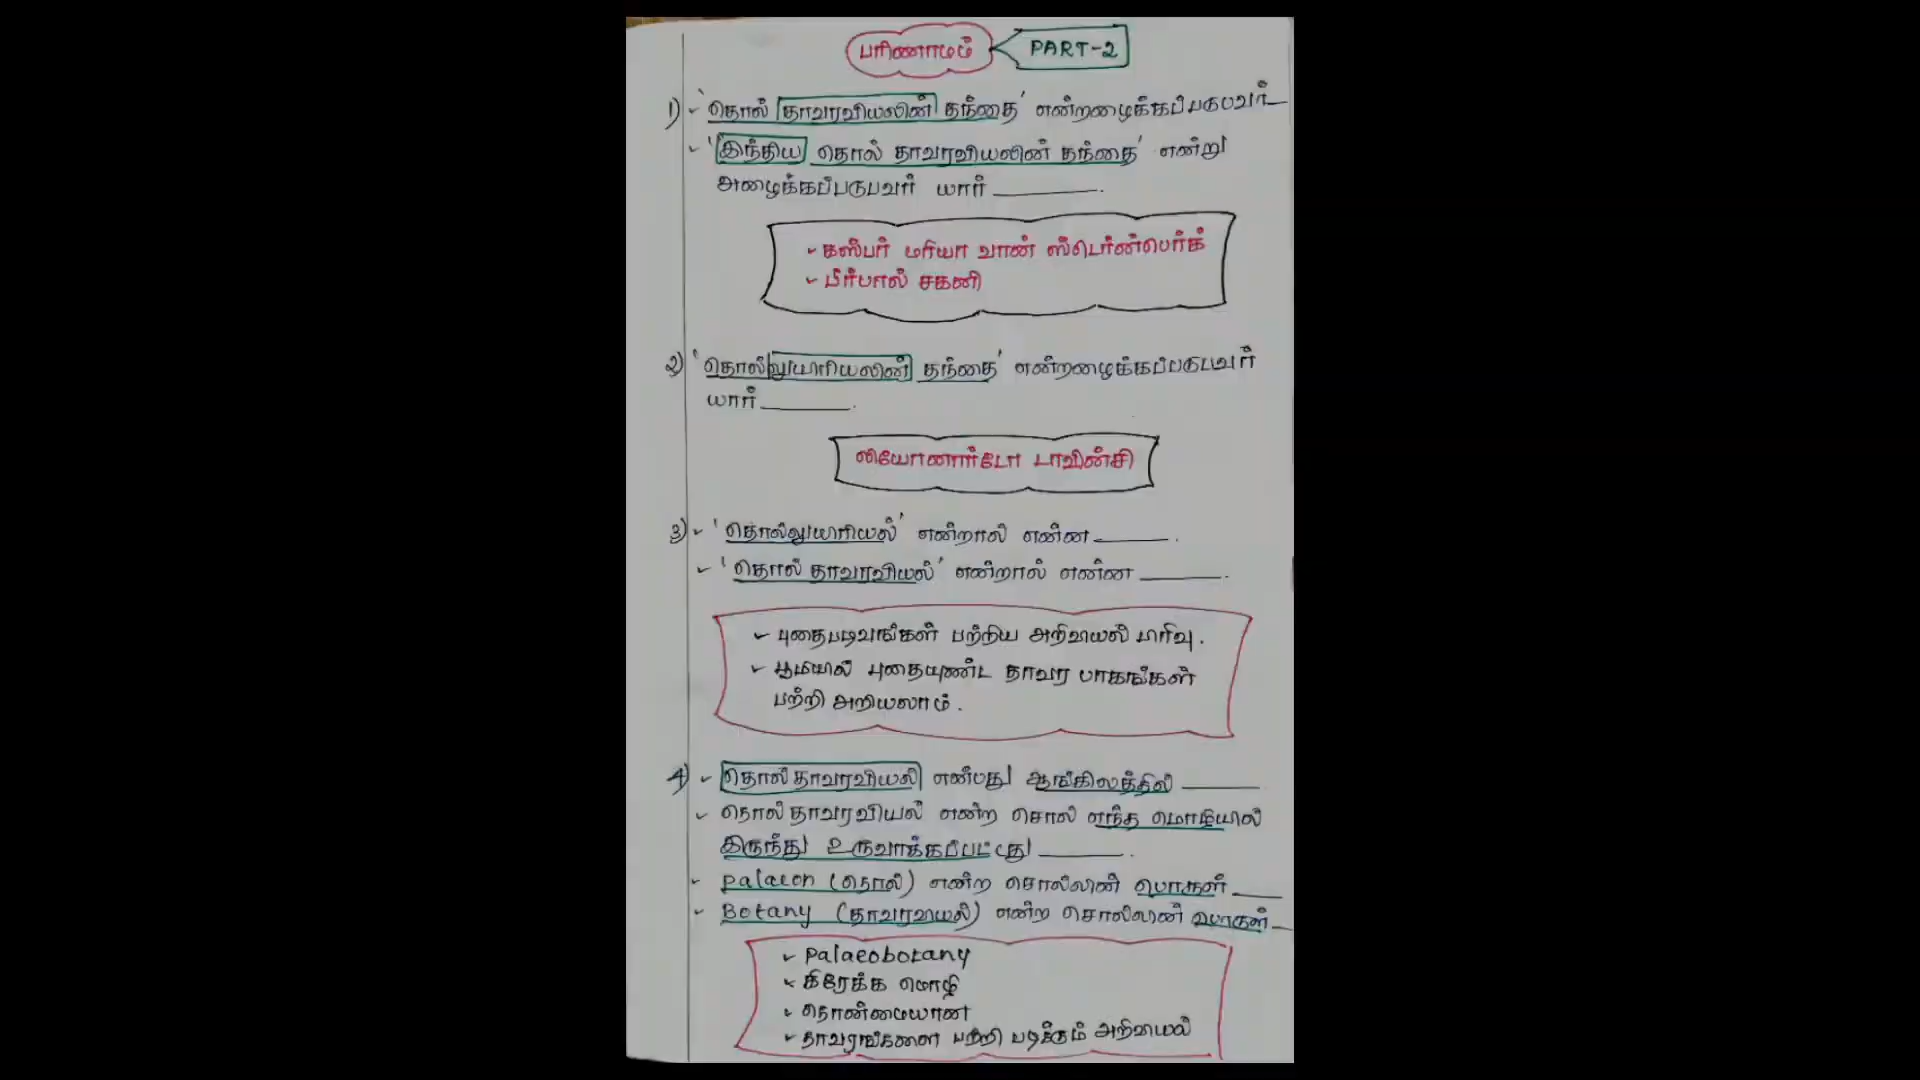 பரிணாமம் PART-2
1) - 'தொல் தாவரவியலின் தந்தை' என்றழைக்கப்படுபவர்
- 'இந்திய தொல் தாவரவியலின் தந்தை' என்று
அழைக்கப்படுபவர் யார் ______.
- கஸ்பர் மரியா வான் ஸ்டெர்ன்பெர்க்
- பீர்பால் சகனி
2) 'தொல்லுயிரியலின் தந்தை' என்றழைக்கப்படுபவர்
யார் ______.
லியோனார்டோ டாவின்சி
3) - 'தொல்லுயிரியல்' என்றால் என்ன ______.
- 'தொல் தாவரவியல்' என்றால் என்ன ______.
- புதைபடிவங்கள் பற்றிய அறிவியல் பிரிவு.
- பூமியில் புதையுண்ட தாவர பாகங்கள்
பற்றி அறியலாம்.
4) - தொல் தாவரவியல் என்பது ஆங்கிலத்தில் ______
- தொல் தாவரவியல் என்ற சொல் எந்த மொழியில்
இருந்து உருவாக்கப்பட்டது ______.
- palaeon (தொல்) என்ற சொல்லின் பொருள் ____
- Botany (தாவரவியல்) என்ற சொல்லின் பொருள் _
- palaeobotany
- கிரேக்க மொழி
- தொன்மையான
- தாவரங்களை பற்றி படிக்கும் அறிவியல்